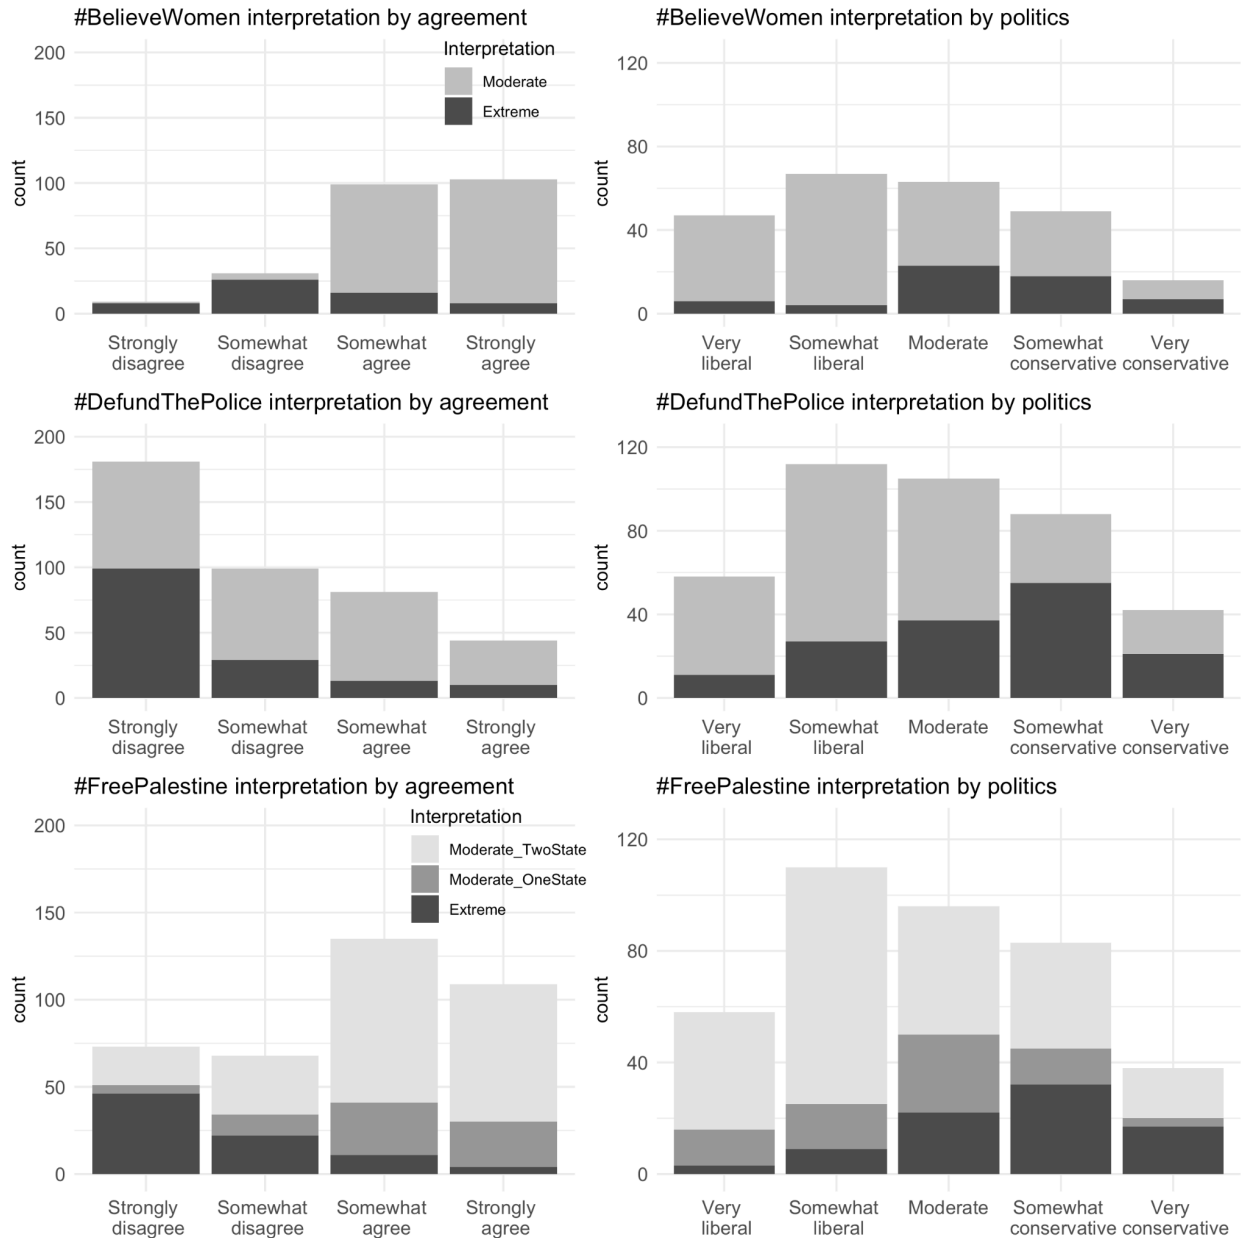 #BelieveWomen interpretation by agreement
200
150
100
50
0
count
Interpretation
Moderate
Extreme
Strongly
disagree
Somewhat
disagree
Somewhat
agree
Strongly
agree
#BelieveWomen interpretation by politics
120
80
40
0
count
Very
liberal
Somewhat
liberal
Moderate
Somewhat
conservative
Very
conservative
#DefundThePolice interpretation by agreement
200
150
100
50
0
count
Strongly
disagree
Somewhat
disagree
Somewhat
agree
Strongly
agree
#DefundThePolice interpretation by politics
120
80
40
0
count
Very
liberal
Somewhat
liberal
Moderate
Somewhat
conservative
Very
conservative
#FreePalestine interpretation by agreement
200
150
100
50
0
count
Interpretation
Moderate_TwoState
Moderate_OneState
Extreme
Strongly
disagree
Somewhat
disagree
Somewhat
agree
Strongly
agree
#FreePalestine interpretation by politics
120
80
40
0
count
Very
liberal
Somewhat
liberal
Moderate
Somewhat
conservative
Very
conservative